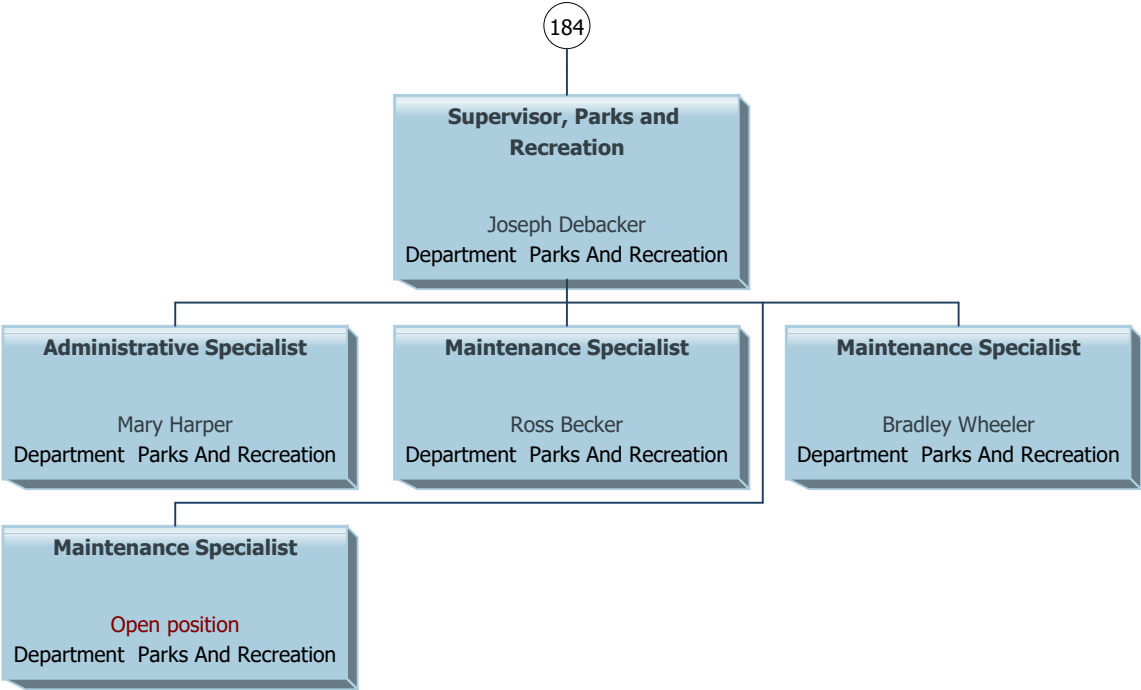 184
Supervisor, Parks and
Recreation
Joseph Debacker
Department  Parks And Recreation
Administrative Specialist
Mary Harper
Department  Parks And Recreation
Maintenance Specialist
Ross Becker
Department  Parks And Recreation
Maintenance Specialist
Bradley Wheeler
Department  Parks And Recreation
Maintenance Specialist
Open position
Department  Parks And Recreation